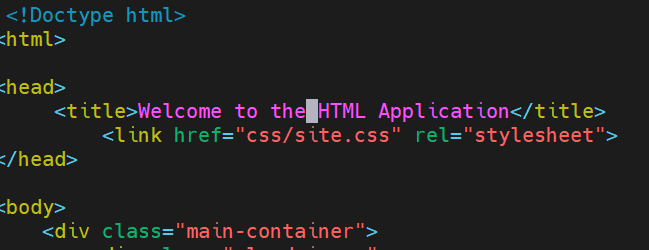 <!Doctype html>
<html>
<head>
<title>Welcome to the HTML Application</title>
<link href="css/site.css" rel="stylesheet">
</head>
<body>
<div class="main-container">